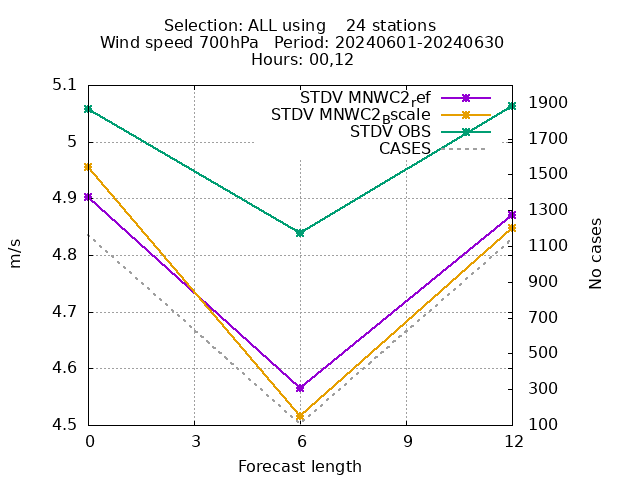 Selection: ALL using    24 stations
Wind speed 700hPa   Period: 20240601-20240630
Hours: 00,12
STDV MNWC2ref
STDV MNWC2Bscale
STDV OBS
CASES
5.1
5
4.9
4.8
4.7
4.6
4.5
m/s
1900
1700
1500
1300
1100
900
700
500
300
100
No cases
0 3 6 9 12
Forecast length